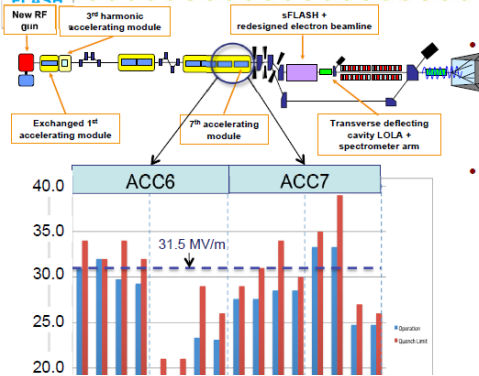 FLASH
New RF
gun
3rd harmonic
accelerating module
sFLASH +
redesigned electron beamline
Exchanged 1st
accelerating module
7th accelerating
module
Transverse deflecting
cavity LOLA +
spectrometer arm
ACC6
ACC7
40.0
35.0
31.5 MV/m
30.0
25.0
20.0
Operation
Quench Limit